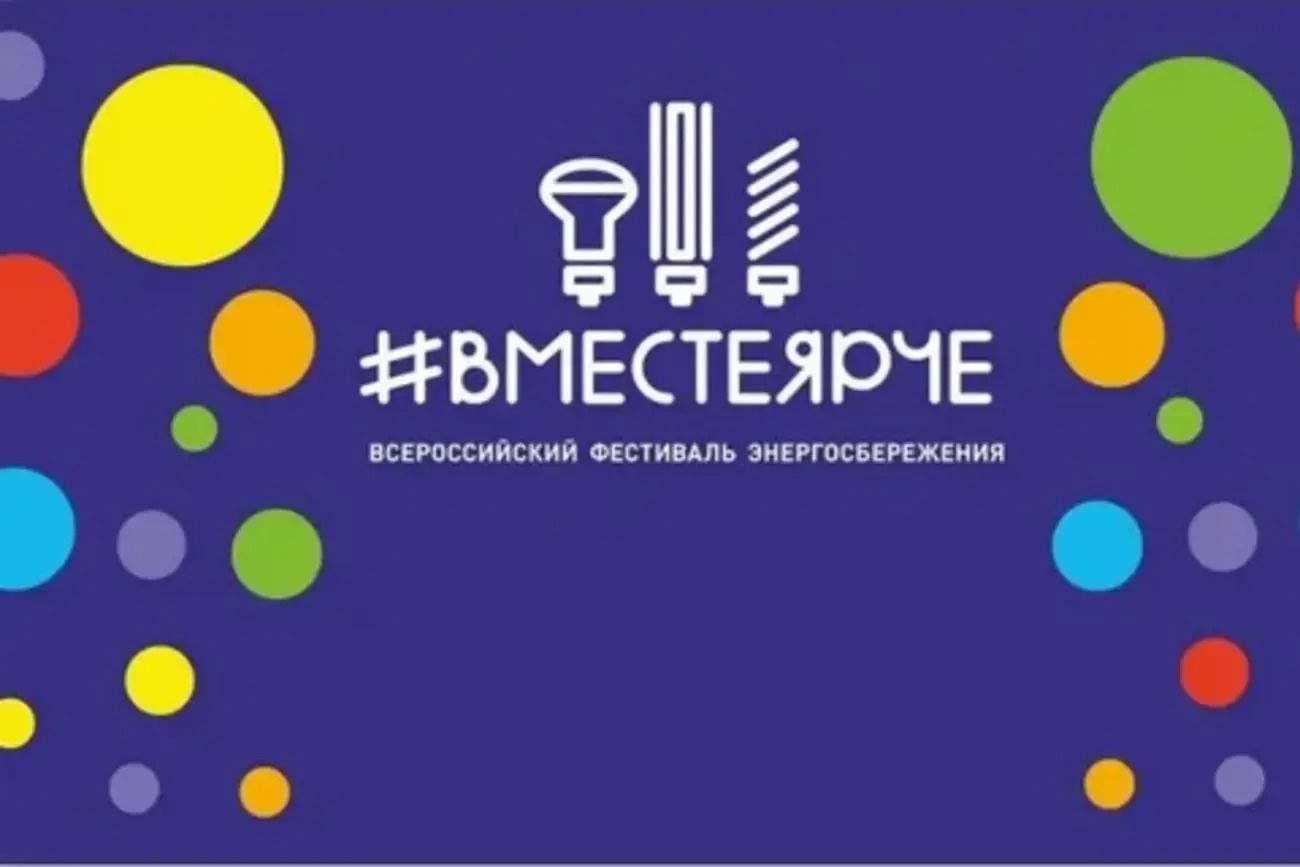 #ВМЕСТЕЯРЧЕ
ВСЕРОССИЙСКИЙ ФЕСТИВАЛЬ ЭНЕРГОСБЕРЕЖЕНИЯ